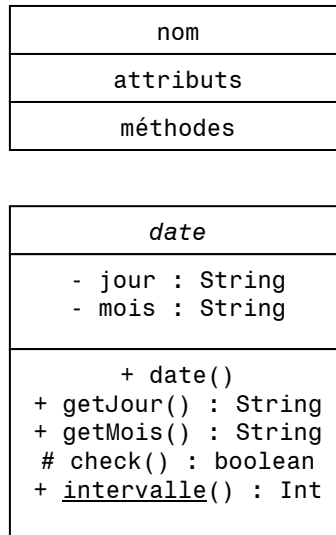 nom
attributs
méthodes
date
- jour : String
- mois : String
+ date()
+ getJour() : String
+ getMois() : String
# check() : boolean
+ intervalle() : Int